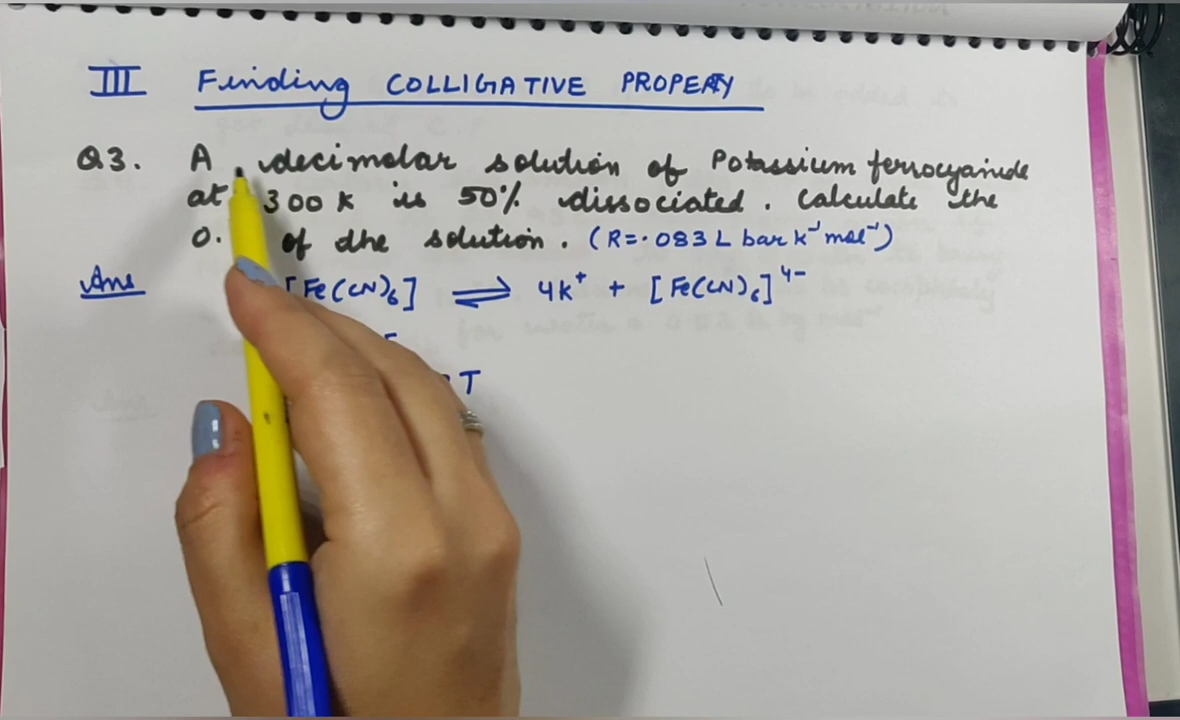 III Finding COLLIGATIVE PROPERTY
Q3. A decimolar solution of Potassium ferrocyanide
at 300 K is 50% dissociated. Calculate the
O. of dhe solution. (R=.083 L bar K⁻¹ mol⁻¹)
Ans [Fe(CN)₆] ⇌ 4K⁺ + [Fe(CN)₆]⁴⁻
T